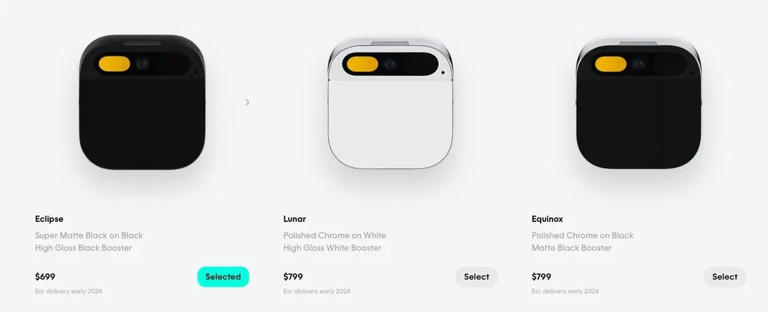 Eclipse
Super Matte Black on Black
High Gloss Black Booster
$699
Selected
Est. delivery early 2024
Lunar
Polished Chrome on White
High Gloss White Booster
$799
Select
Est. delivery early 2024
Equinox
Polished Chrome on Black
Matte Black Booster
$799
Select
Est. delivery early 2024